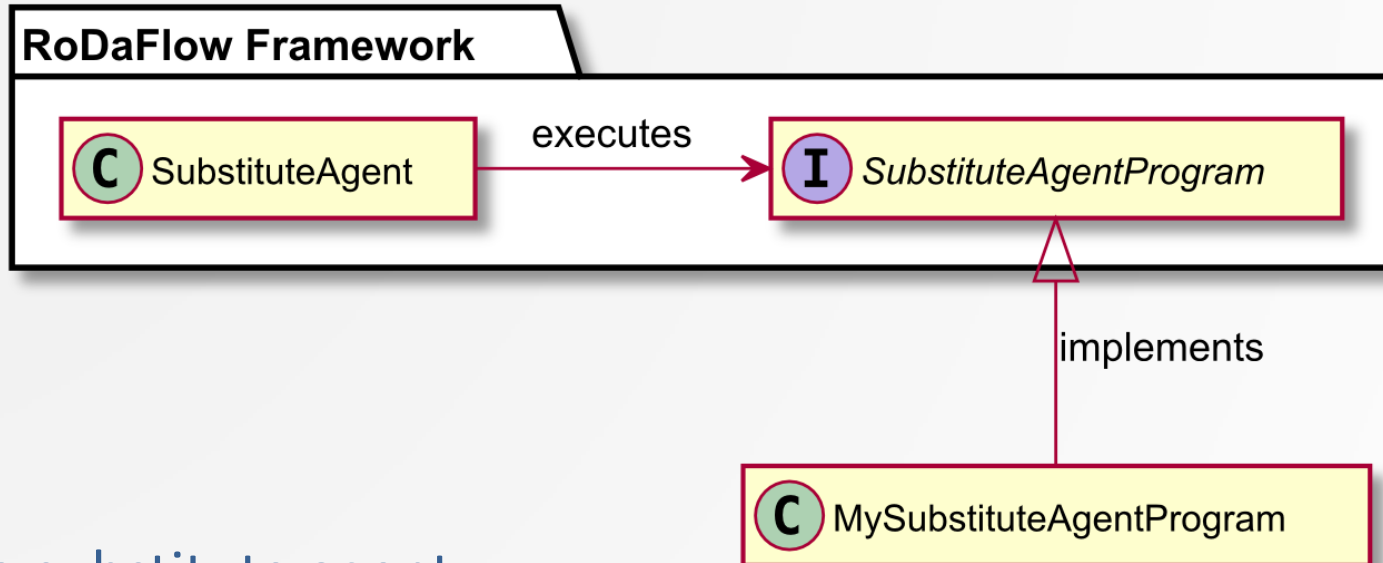 RoDaFlow Framework
C SubstituteAgent
executes
I SubstituteAgentProgram
implements
C MySubstituteAgentProgram